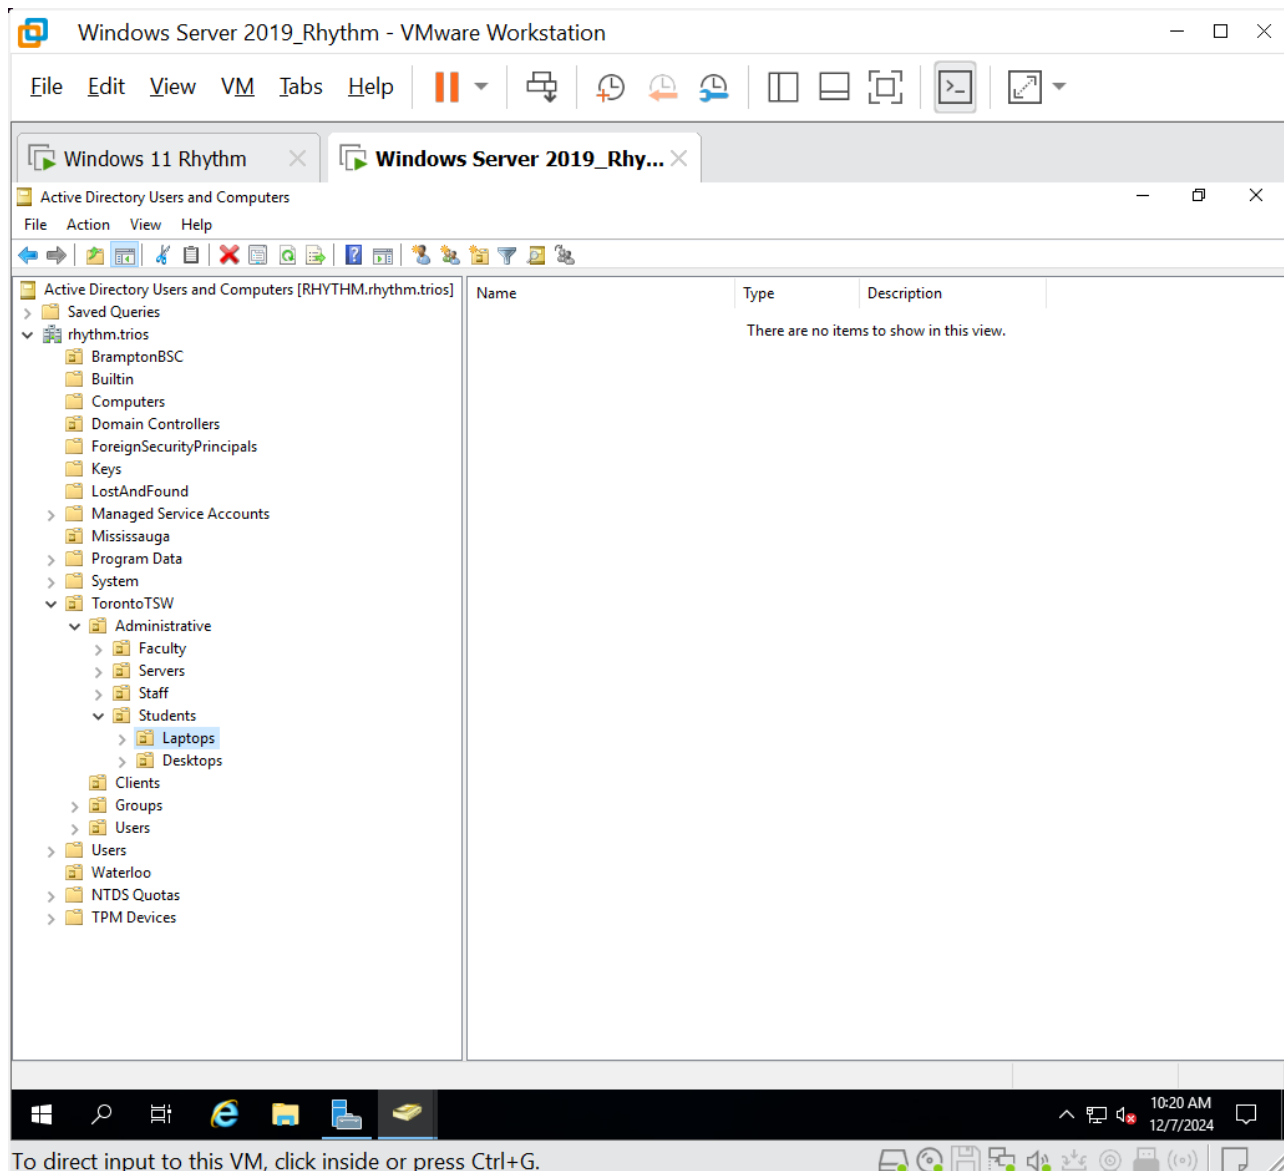 Windows Server 2019_Rhythm - VMware Workstation
File Edit View VM Tabs Help
Windows 11 Rhythm
Windows Server 2019_Rhy...
Active Directory Users and Computers
File Action View Help
Active Directory Users and Computers [RHYTHM.rhythm.trios]
Name Type Description
Saved Queries
There are no items to show in this view.
rhythm.trios
BramptonBSC
Builtin
Computers
Domain Controllers
ForeignSecurityPrincipals
Keys
LostAndFound
Managed Service Accounts
Mississauga
Program Data
System
TorontoTSW
Administrative
Faculty
Servers
Staff
Students
Laptops
Desktops
Clients
Groups
Users
Users
Waterloo
NTDS Quotas
TPM Devices
10:20 AM
12/7/2024
To direct input to this VM, click inside or press Ctrl+G.